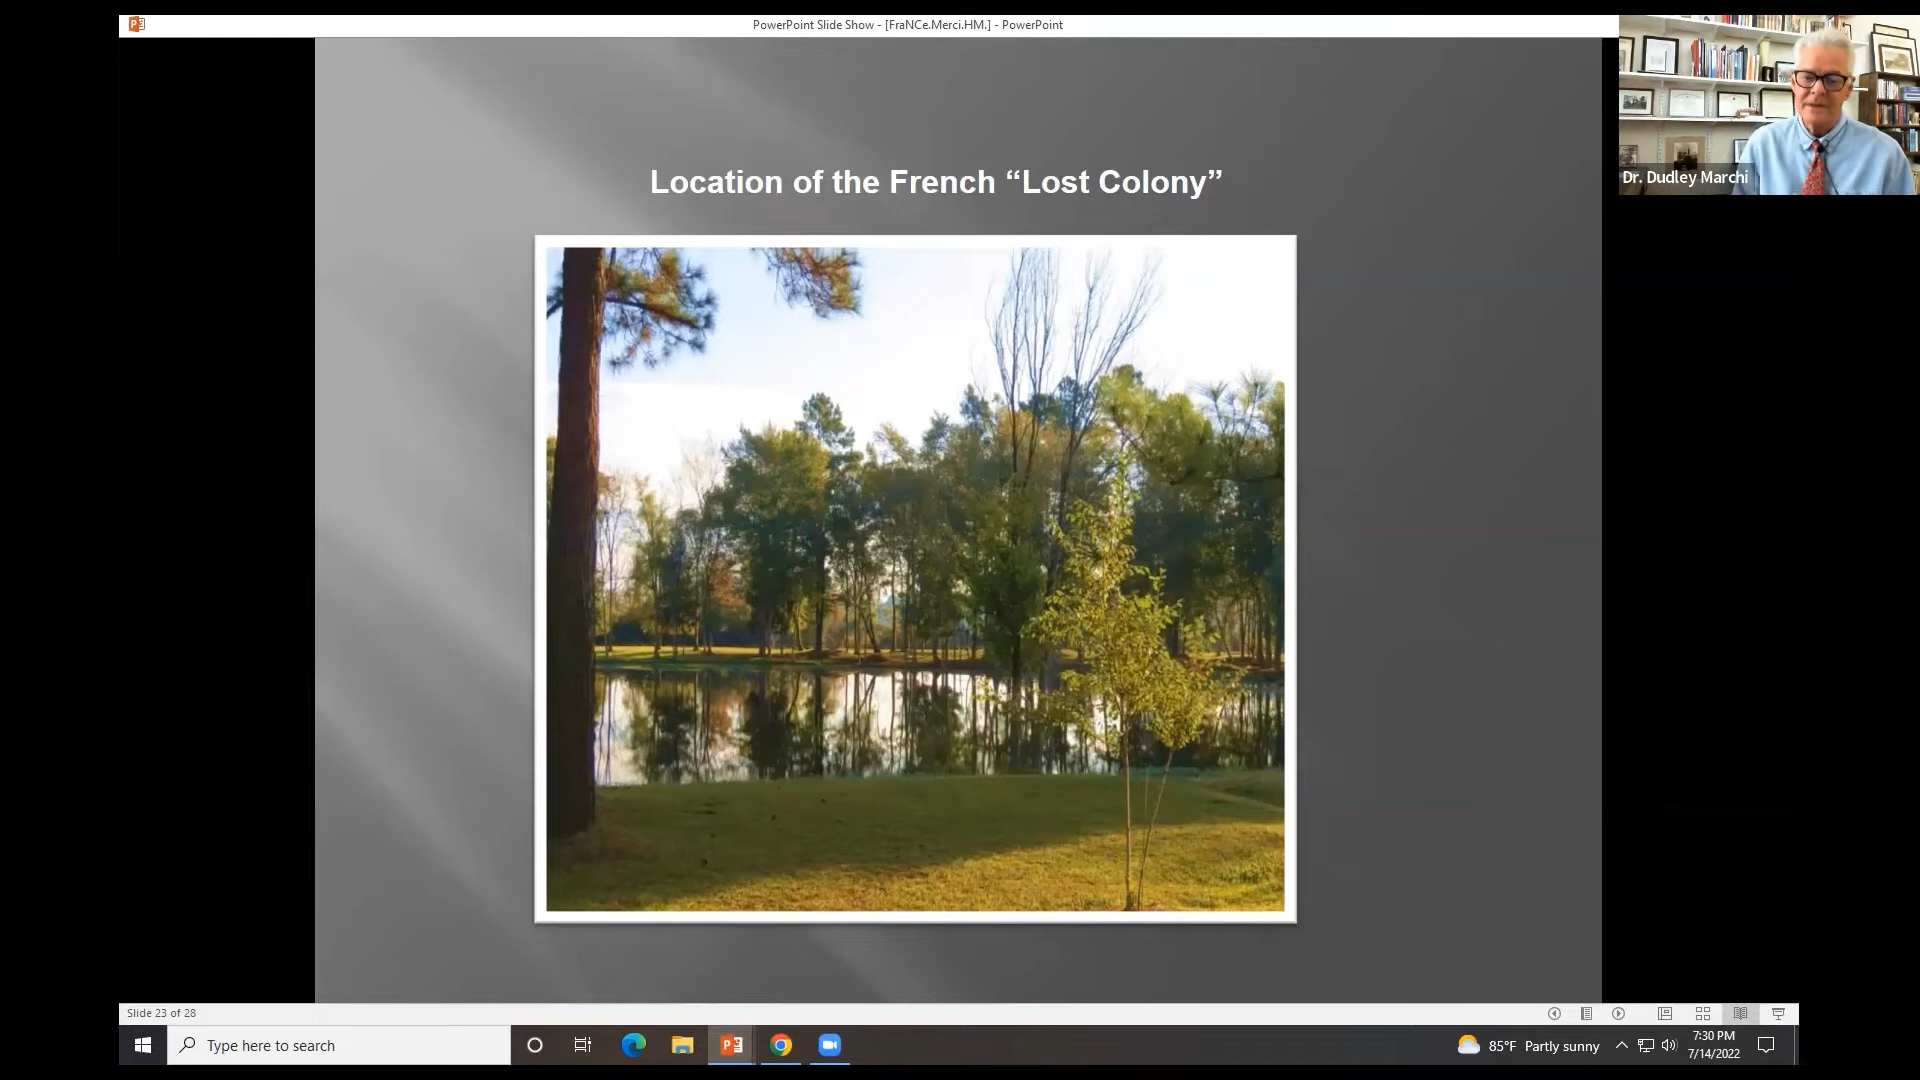 PowerPoint Slide Show - [FraNCe.Merci.HM.] - PowerPoint
Location of the French “Lost Colony”
Dr. Dudley Marchi
Slide 23 of 28
Type here to search
85°F Partly sunny
7:30 PM
7/14/2022